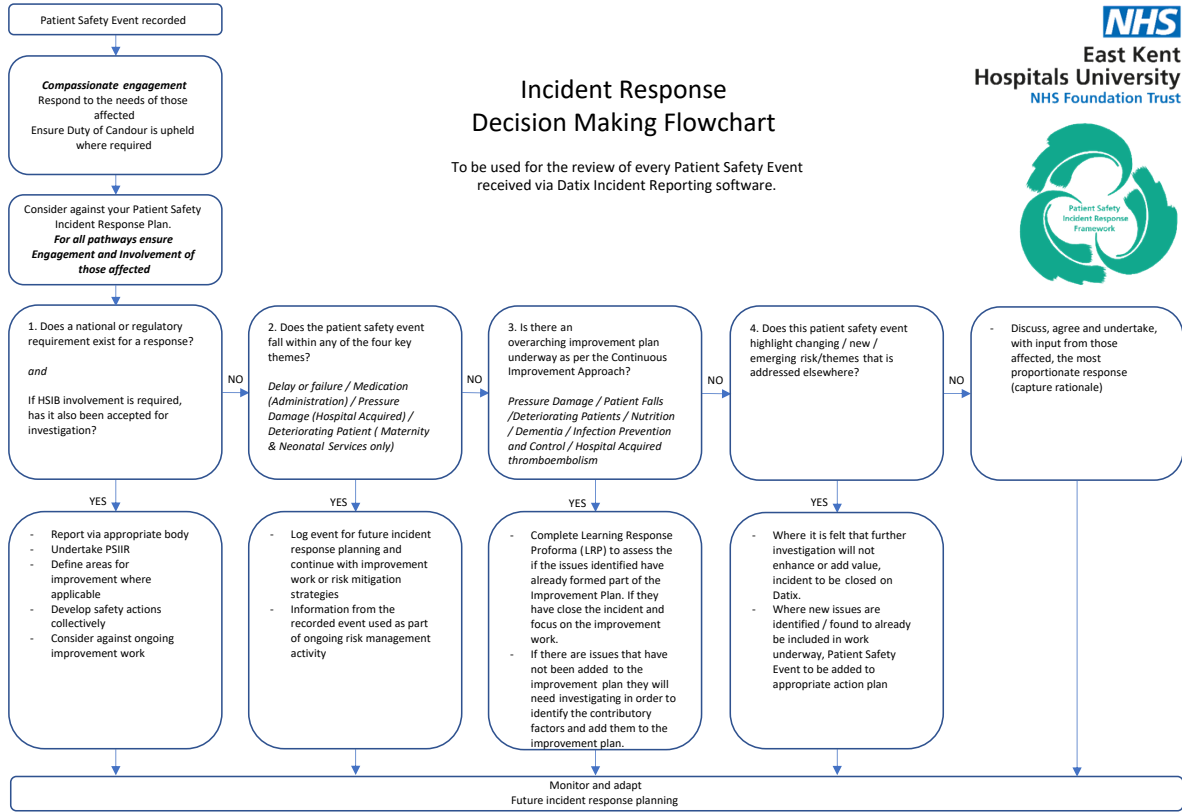 Patient Safety Event recorded
Compassionate engagement
Respond to the needs of those
affected
Ensure Duty of Candour is upheld
where required
Consider against your Patient Safety
Incident Response Plan.
For all pathways ensure
Engagement and Involvement of
those affected
Incident Response
Decision Making Flowchart
To be used for the review of every Patient Safety Event
received via Datix Incident Reporting software.
NHS
East Kent
Hospitals University
NHS Foundation Trust
Patient Safety
Incident Response
Framework
1. Does a national or regulatory
requirement exist for a response?
and
If HSIB involvement is required,
has it also been accepted for
investigation?
NO
2. Does the patient safety event
fall within any of the four key
themes?
Delay or failure / Medication
(Administration) / Pressure
Damage (Hospital Acquired) /
Deteriorating Patient ( Maternity
& Neonatal Services only)
NO
3. Is there an
overarching improvement plan
underway as per the Continuous
Improvement Approach?
Pressure Damage / Patient Falls
/Deteriorating Patients / Nutrition
/ Dementia / Infection Prevention
and Control / Hospital Acquired
thromboembolism
NO
4. Does this patient safety event
highlight changing / new /
emerging risk/themes that is
addressed elsewhere?
NO
- Discuss, agree and undertake,
with input from those
affected, the most
proportionate response
(capture rationale)
YES
- Report via appropriate body
- Undertake PSIIR
- Define areas for
improvement where
applicable
- Develop safety actions
collectively
- Consider against ongoing
improvement work
YES
- Log event for future incident
response planning and
continue with improvement
work or risk mitigation
strategies
- Information from the
recorded event used as part
of ongoing risk management
activity
YES
- Complete Learning Response
Proforma (LRP) to assess the
if the issues identified have
already formed part of the
Improvement Plan. If they
have close the incident and
focus on the improvement
work.
- If there are issues that have
not been added to the
improvement plan they will
need investigating in order to
identify the contributory
factors and add them to the
improvement plan.
YES
- Where it is felt that further
investigation will not
enhance or add value,
incident to be closed on
Datix.
- Where new issues are
identified / found to already
be included in work
underway, Patient Safety
Event to be added to
appropriate action plan
Monitor and adapt
Future incident response planning